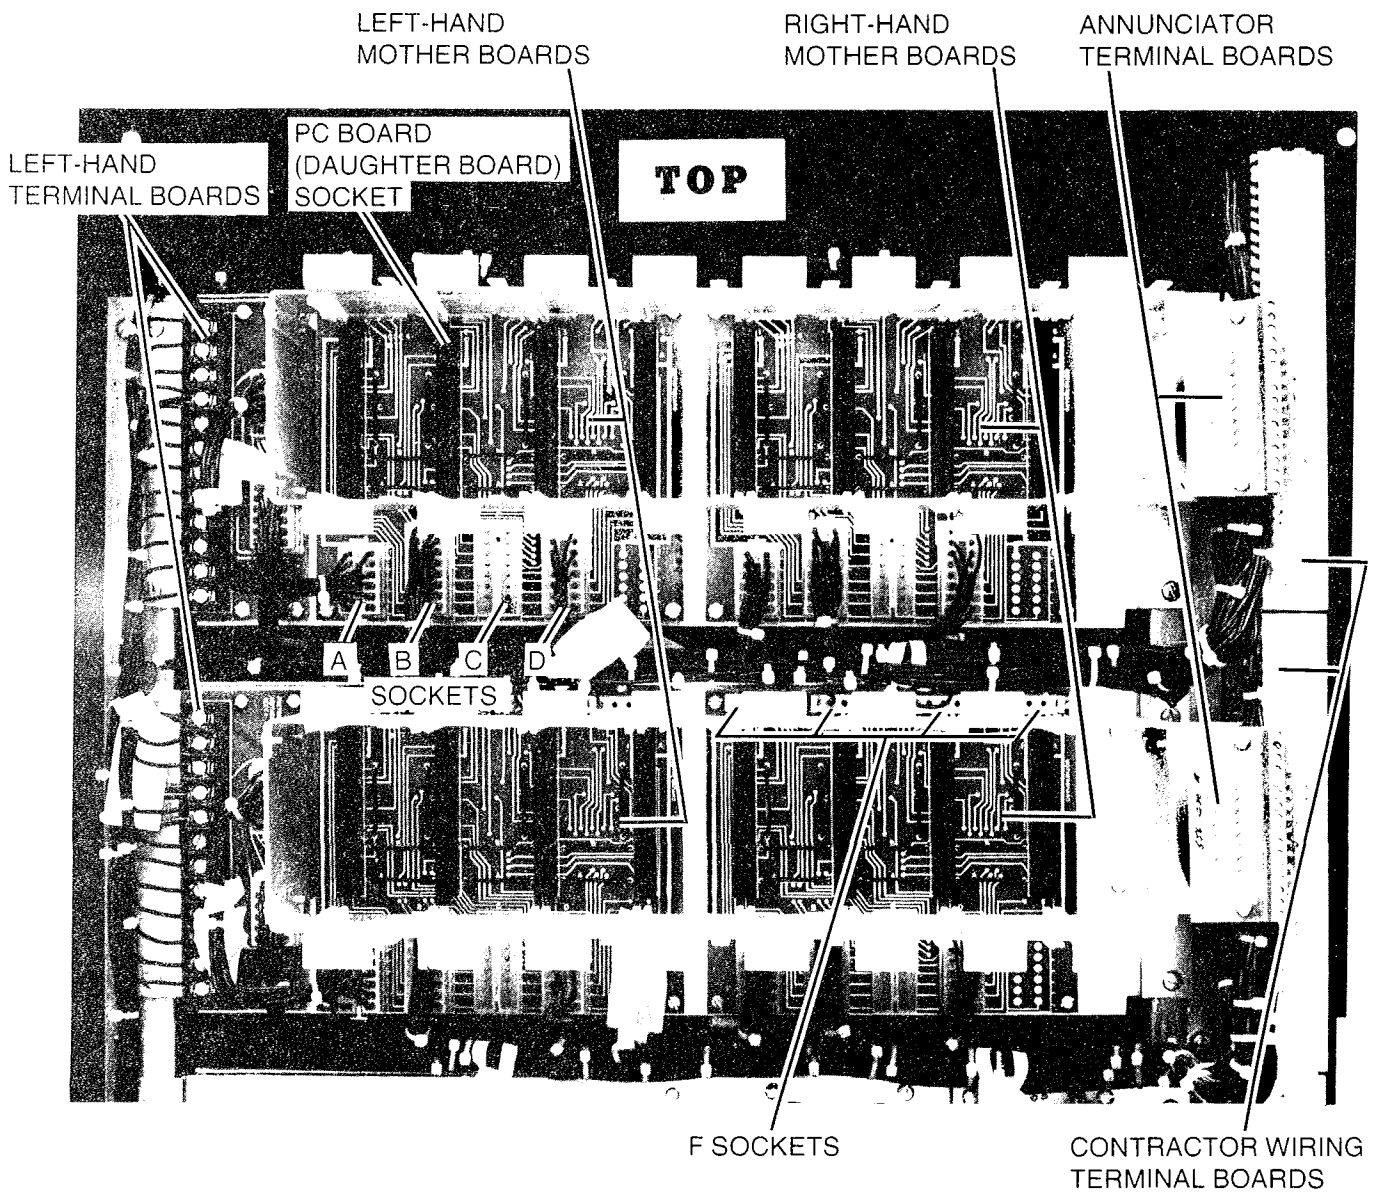 LEFT-HAND
MOTHER BOARDS
RIGHT-HAND
MOTHER BOARDS
ANNUNCIATOR
TERMINAL BOARDS
PC BOARD
(DAUGHTER BOARD)
SOCKET
LEFT-HAND
TERMINAL BOARDS
TOP
A B C D
SOCKETS
F SOCKETS
CONTRACTOR WIRING
TERMINAL BOARDS